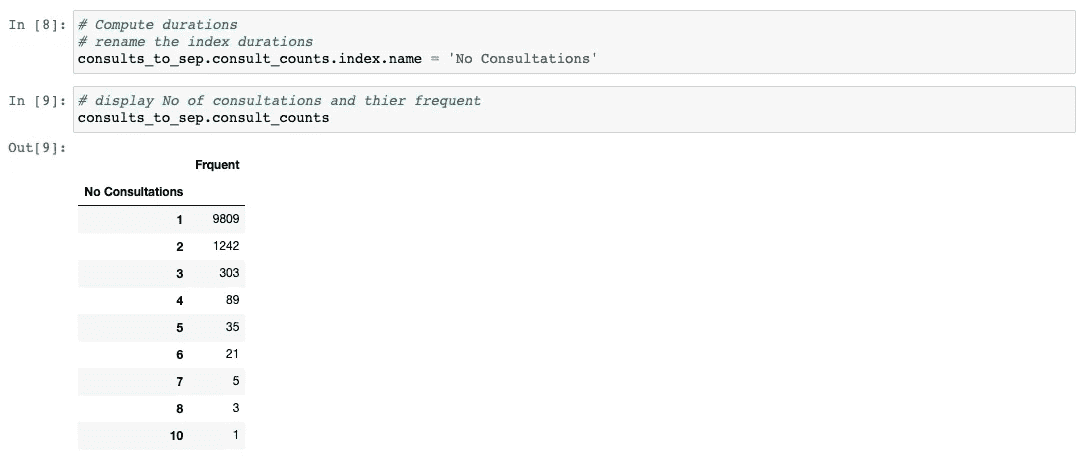 In [8]: # Compute durations
# rename the index durations
consults_to_sep.consult_counts.index.name = 'No Consultations'
In [9]: # display No of consultations and thier frequent
consults_to_sep.consult_counts
Out[9]:
Frquent
No Consultations
1 9809
2 1242
3 303
4 89
5 35
6 21
7 5
8 3
10 1